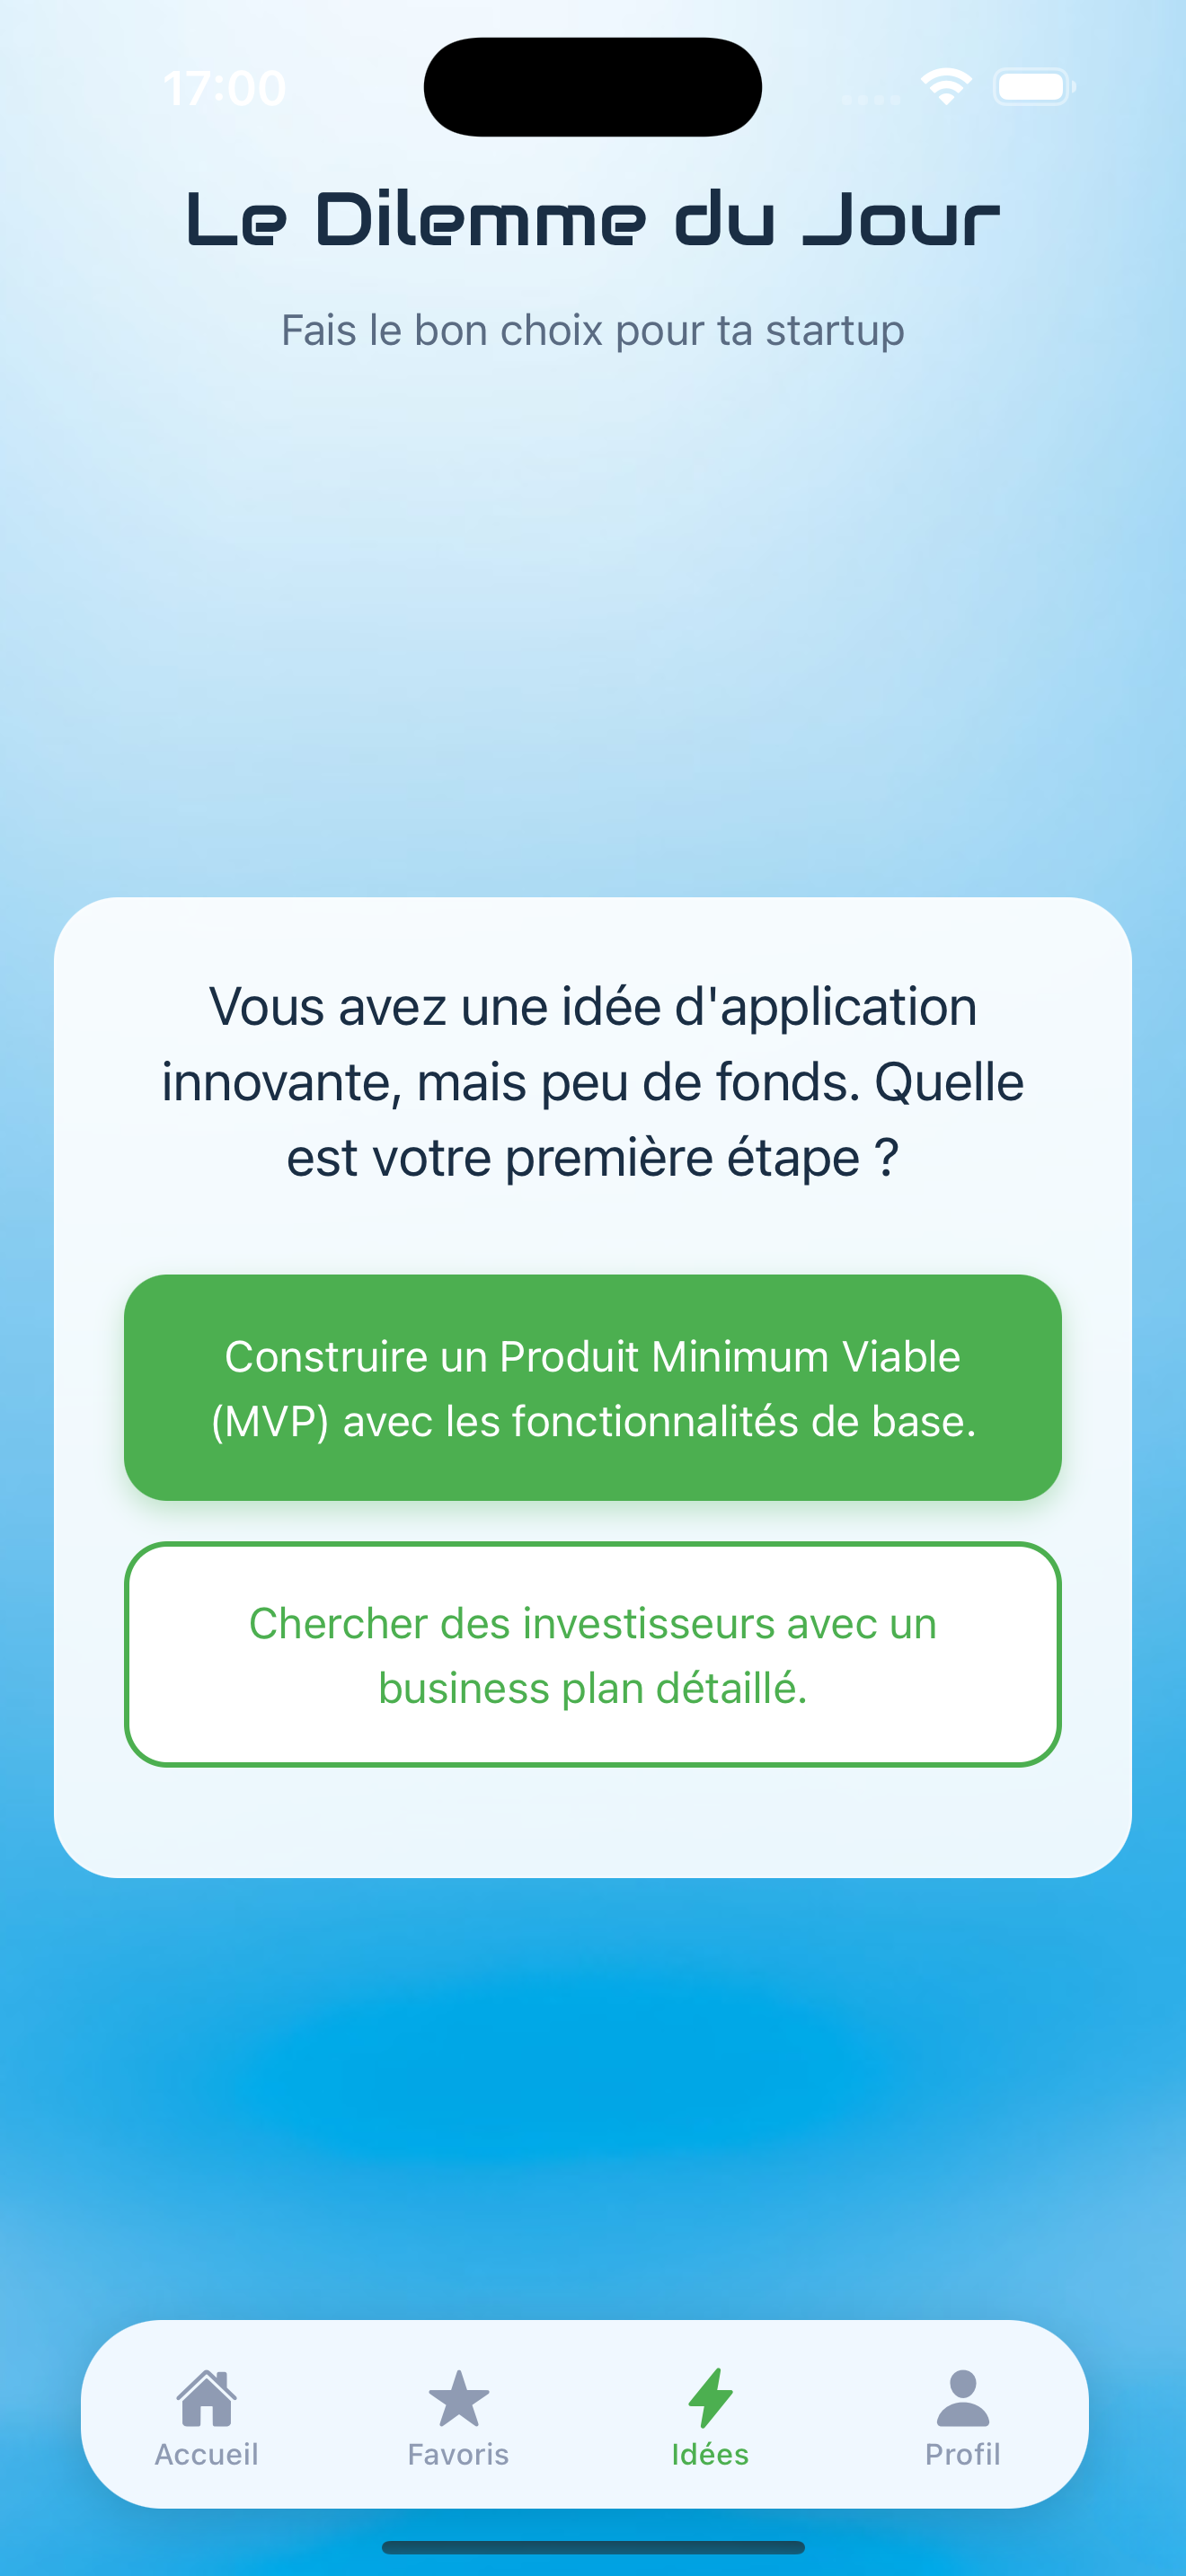 17:00
Le Dilemme du Jour
Fais le bon choix pour ta startup
Vous avez une idée d'application
innovante, mais peu de fonds. Quelle
est votre première étape ?
Construire un Produit Minimum Viable
(MVP) avec les fonctionnalités de base.
Chercher des investisseurs avec un
business plan détaillé.
Accueil
Favoris
Idées
Profil